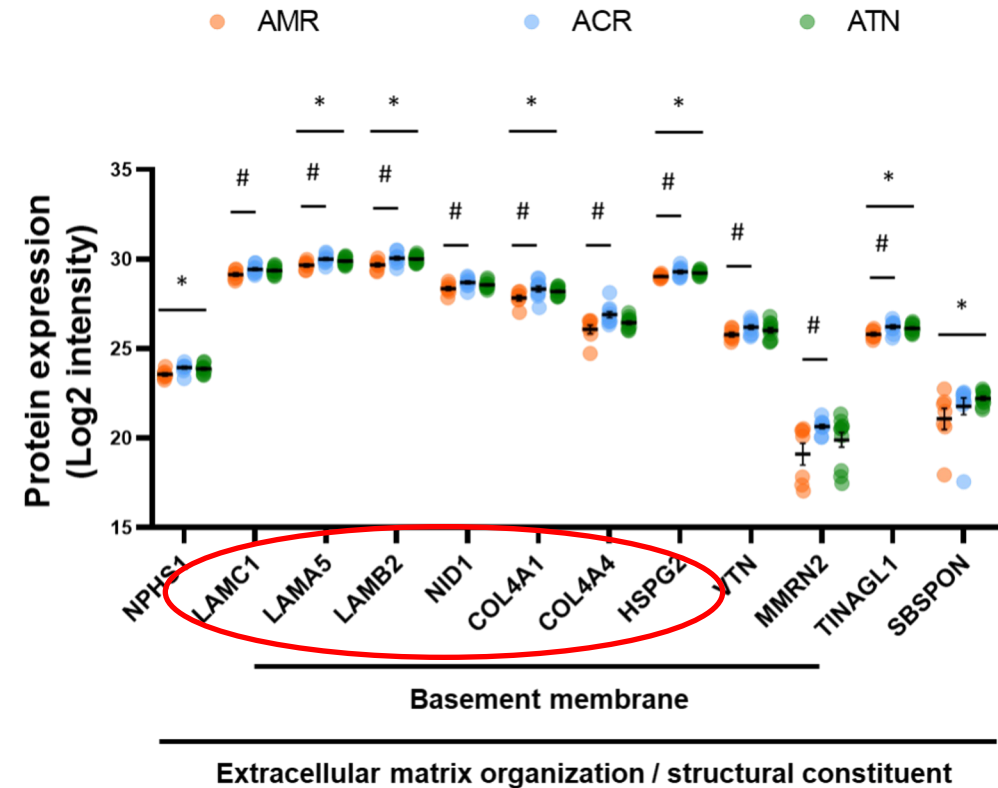 AMR ACR ATN
* * * *
# # # # *
# # # #
* # #
# *
35
30
25
20
15
Protein expression
(Log2 intensity)
NPHS1 LAMC1 LAMA5 LAMB2 NID1 COL4A1 COL4A4 HSPG2 VTN MMRN2 TINAGL1 SBSPON
Basement membrane
Extracellular matrix organization / structural constituent